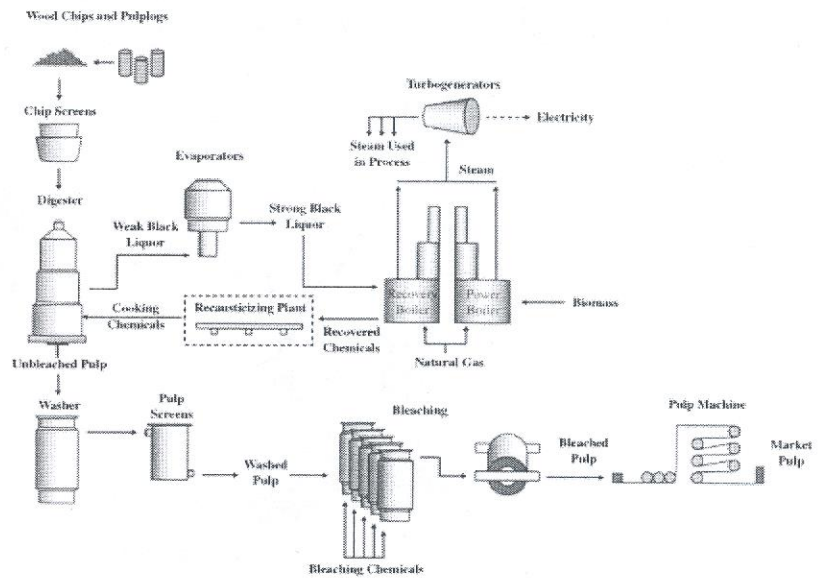 Wood Chips and Pulplogs
Chip Screens
Digester
Evaporators
Weak Black
Liquor
Strong Black
Liquor
Turbogenerators
Electricity
Steam Used
in Process
Steam
Recovery
Boiler
Power
Boiler
Biomass
Natural Gas
Cooking
Chemicals
Recausticizing Plant
Recovered
Chemicals
Unbleached Pulp
Washer
Pulp
Screens
Washed
Pulp
Bleaching
Bleaching Chemicals
Bleached
Pulp
Pulp Machine
Market
Pulp